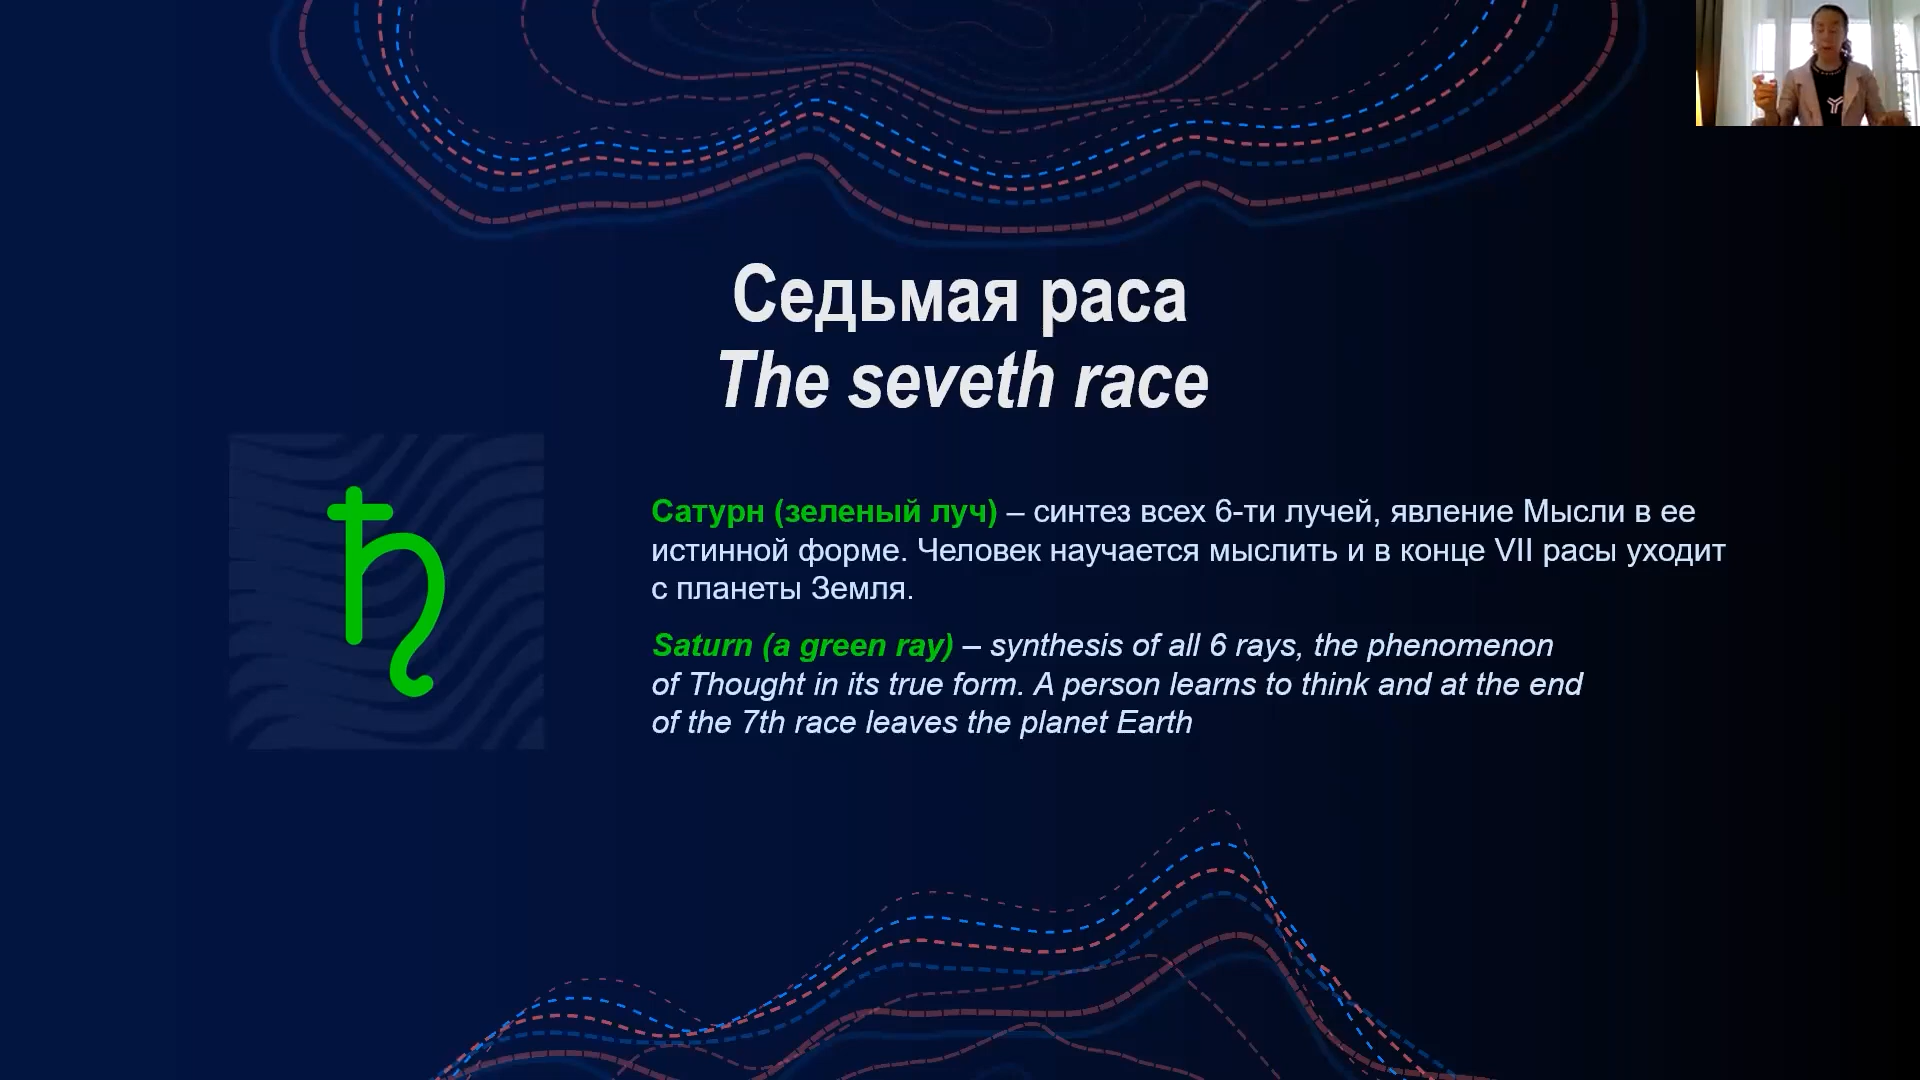 Седьмая раса
The seveth race
Сатурн (зеленый луч) – синтез всех 6-ти лучей, явление Мысли в ее
истинной форме. Человек научается мыслить и в конце VII расы уходит
с планеты Земля.
Saturn (a green ray) – synthesis of all 6 rays, the phenomenon
of Thought in its true form. A person learns to think and at the end
of the 7th race leaves the planet Earth